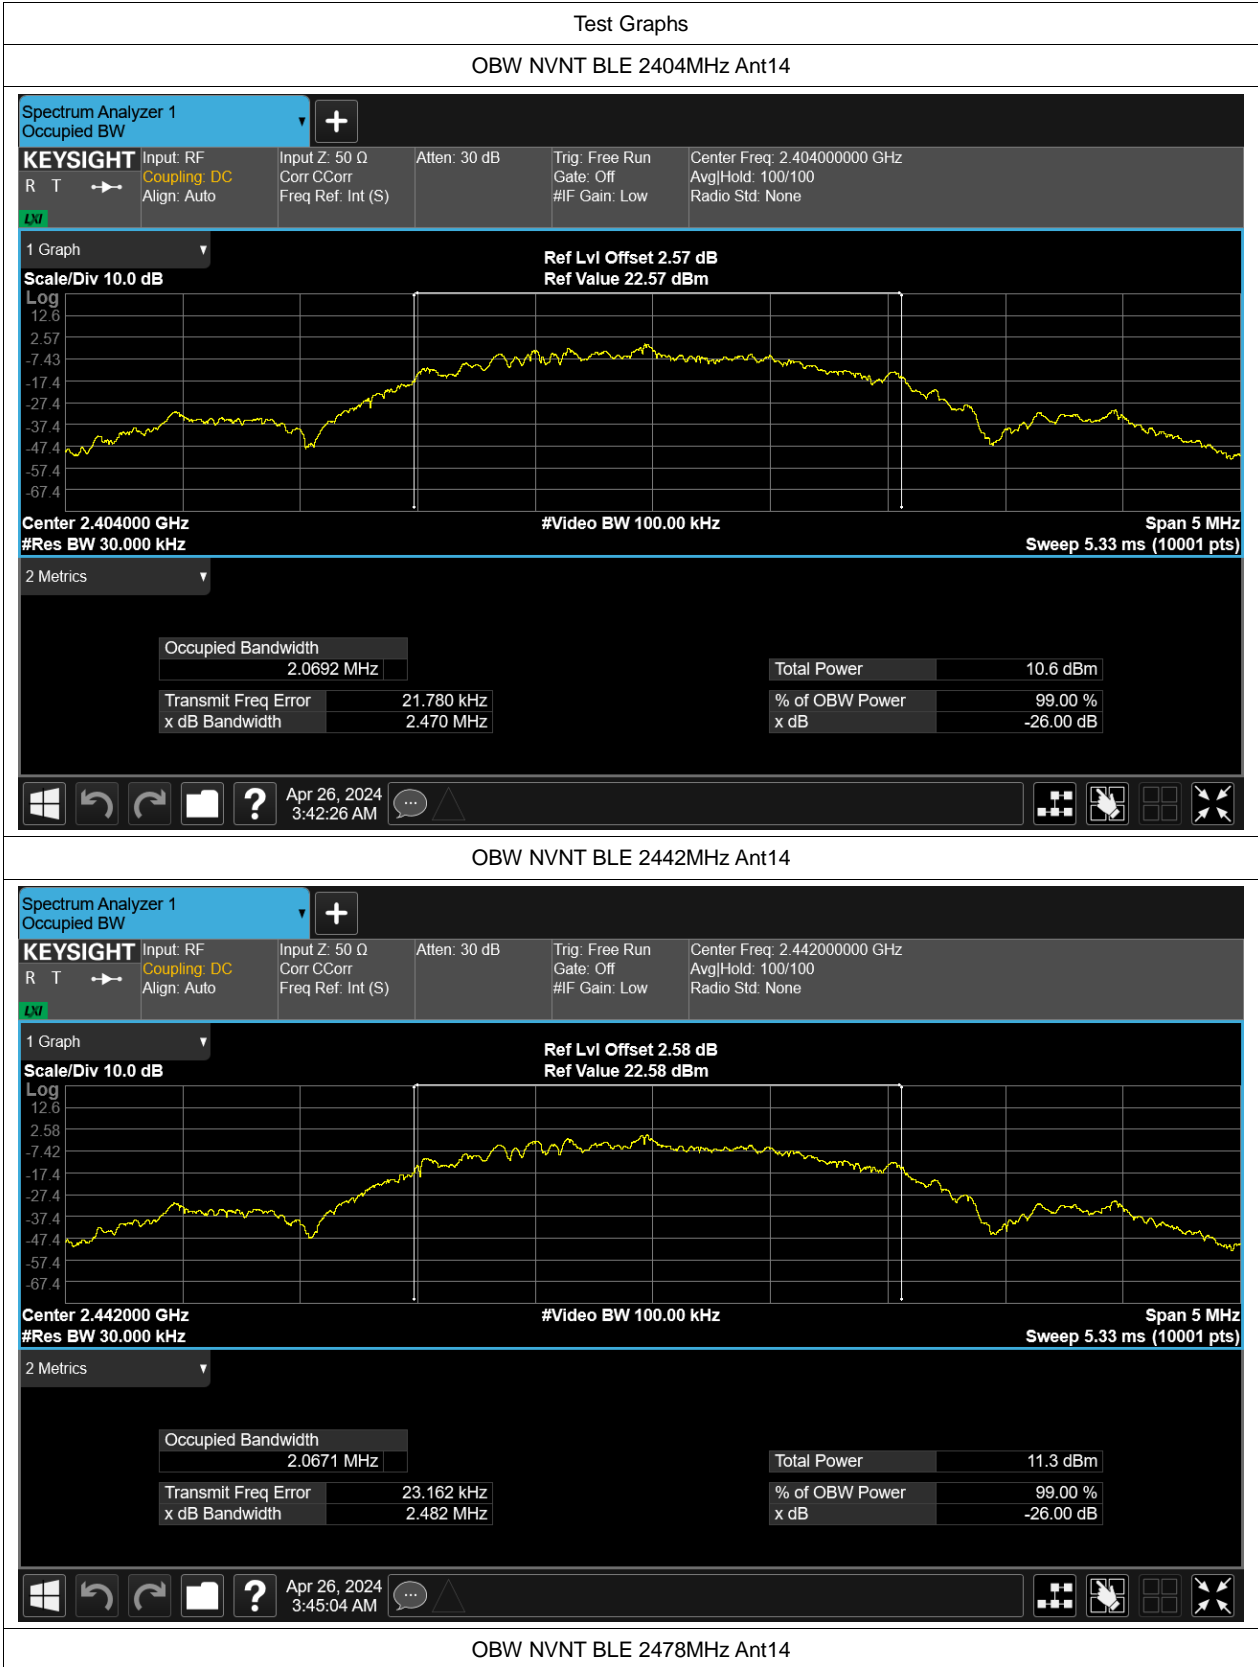 Test Graphs
OBW NVNT BLE 2404MHz Ant14
Spectrum Analyzer 1
Occupied BW
KEYSIGHT
R T
LXI
Input: RF
Coupling: DC
Align: Auto
Input Z: 50 Ω
Corr CCorr
Freq Ref: Int (S)
Atten: 30 dB
Trig: Free Run
Gate: Off
#IF Gain: Low
Center Freq: 2.404000000 GHz
Avg|Hold: 100/100
Radio Std: None
1 Graph
Scale/Div 10.0 dB
Ref Lvl Offset 2.57 dB
Ref Value 22.57 dBm
Log
12.6
2.57
-7.43
-17.4
-27.4
-37.4
-47.4
-57.4
-67.4
Center 2.404000 GHz
#Res BW 30.000 kHz
#Video BW 100.00 kHz
Span 5 MHz
Sweep 5.33 ms (10001 pts)
2 Metrics
Occupied Bandwidth
2.0692 MHz
Total Power 10.6 dBm
Transmit Freq Error 21.780 kHz
% of OBW Power 99.00 %
x dB Bandwidth 2.470 MHz
x dB -26.00 dB
?
Apr 26, 2024
3:42:26 AM
OBW NVNT BLE 2442MHz Ant14
Spectrum Analyzer 1
Occupied BW
KEYSIGHT
R T
LXI
Input: RF
Coupling: DC
Align: Auto
Input Z: 50 Ω
Corr CCorr
Freq Ref: Int (S)
Atten: 30 dB
Trig: Free Run
Gate: Off
#IF Gain: Low
Center Freq: 2.442000000 GHz
Avg|Hold: 100/100
Radio Std: None
1 Graph
Scale/Div 10.0 dB
Ref Lvl Offset 2.58 dB
Ref Value 22.58 dBm
Log
12.6
2.58
-7.42
-17.4
-27.4
-37.4
-47.4
-57.4
-67.4
Center 2.442000 GHz
#Res BW 30.000 kHz
#Video BW 100.00 kHz
Span 5 MHz
Sweep 5.33 ms (10001 pts)
2 Metrics
Occupied Bandwidth
2.0671 MHz
Total Power 11.3 dBm
Transmit Freq Error 23.162 kHz
% of OBW Power 99.00 %
x dB Bandwidth 2.482 MHz
x dB -26.00 dB
?
Apr 26, 2024
3:45:04 AM
OBW NVNT BLE 2478MHz Ant14